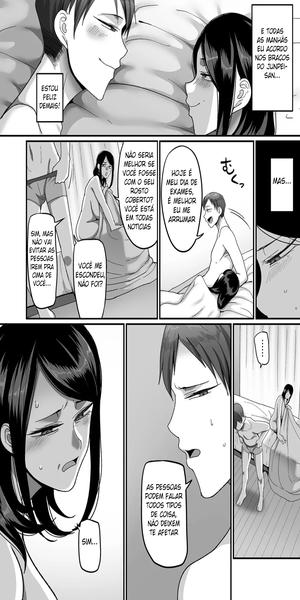 E TODAS
AS MANHÃS
EU ACORDO
NOS BRAÇOS
DO JUNPEI-
SAN...
ESTOU
FELIZ
DEMAIS!
MAS...
HOJE É
MEU DIA DE
EXAMES,
É MELHOR
EU ME
ARRUMAR
NÃO SERIA
MELHOR SE
VOCÊ FOSSE
COM O SEU
ROSTO
COBERTO?
VOCÊ ESTÁ
EM TODAS
NOTICIAS
VOCÊ ME
ESCONDEU,
NÃO FOI?
SIM, MAS
NÃO VAI
EVITAR AS
PESSOAS
IREM PRA
CIMA DE
VOCÊ...
...
AS
PESSOAS
PODEM FALAR
TODOS TIPOS
DE COISA,
NÃO DEIXEM
TE AFETAR
SIM...